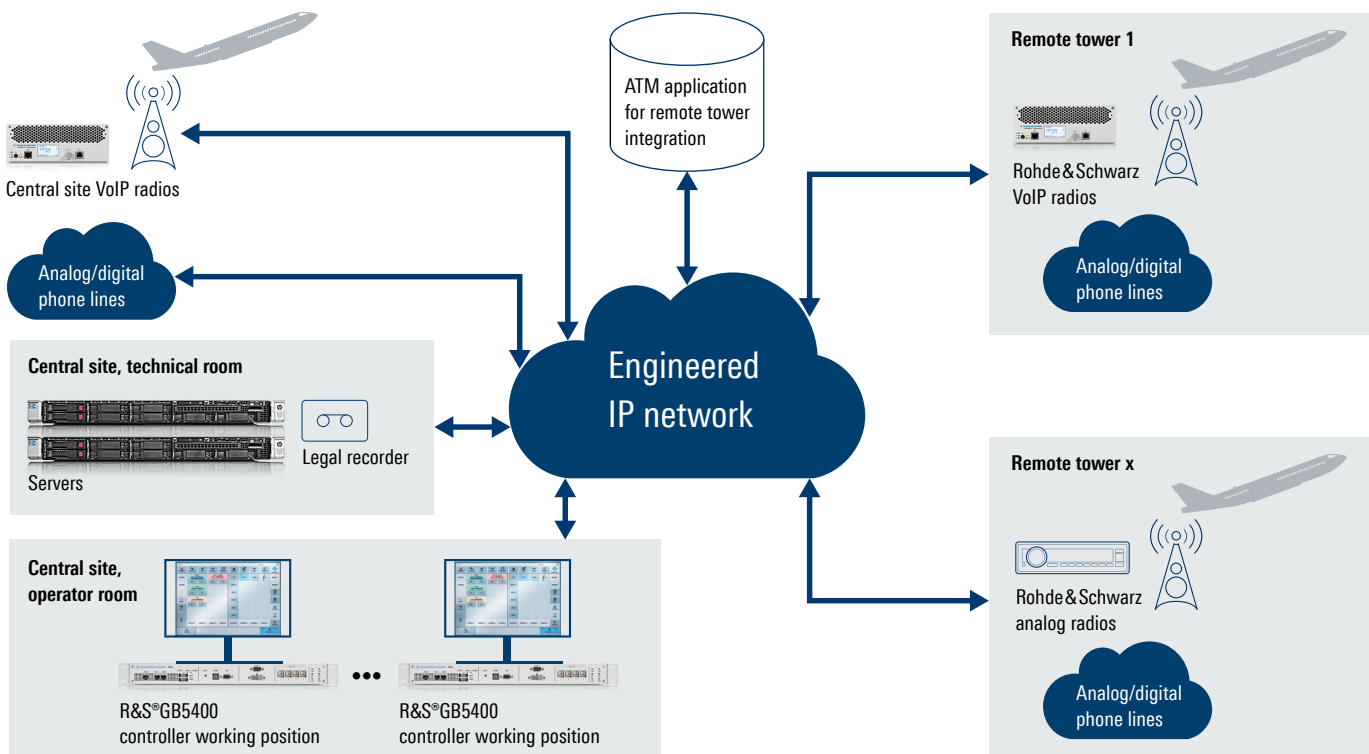 Central site VoIP radios
Analog/digital
phone lines
Central site, technical room
Servers
Legal recorder
Central site,
operator room
R&S®GB5400
controller working position
R&S®GB5400
controller working position
ATM application
for remote tower
integration
Engineered
IP network
Remote tower 1
Rohde&Schwarz
VoIP radios
Analog/digital
phone lines
Remote tower x
Rohde&Schwarz
analog radios
Analog/digital
phone lines